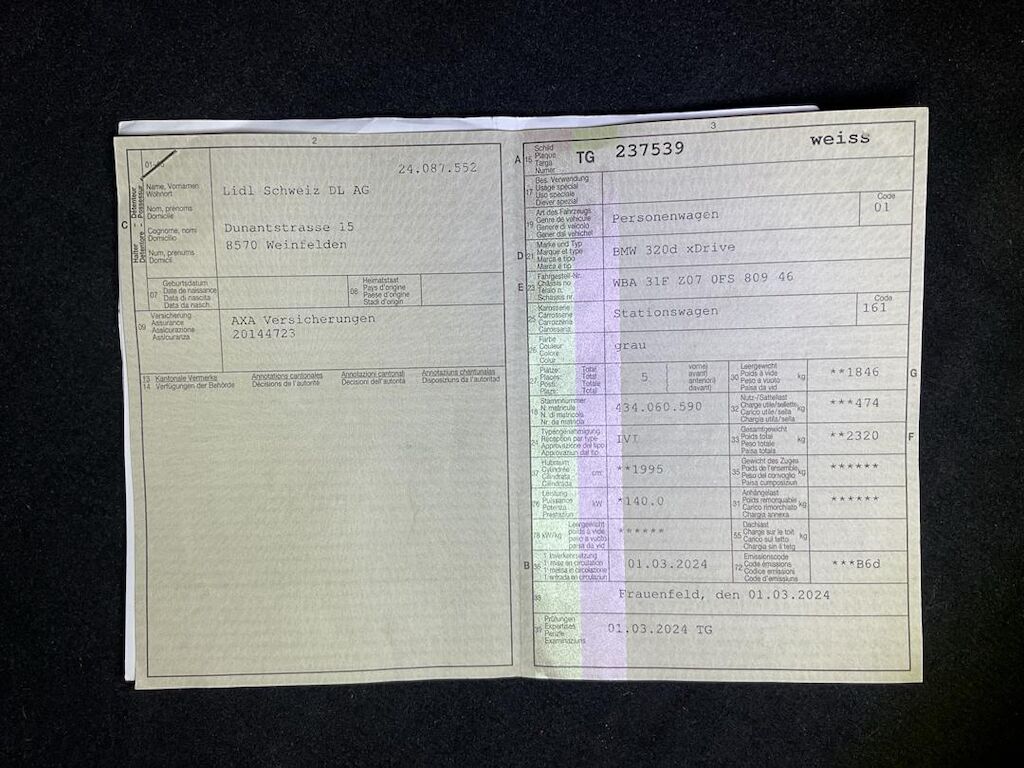 2
01-06
24.087.552
C
Halter - Détenteur
Detentore - Possessur
Name, Vornamen
Wohnort
Nom, prénoms
Domicile
Cognome, nomi
Domicilio
Num, prenums
Domicil
Lidl Schweiz DL AG
Dunantstrasse 15
8570 Weinfelden
07
Geburtsdatum
Date de naissance
Data di nascita
Data da nasch.
08
Heimatstaat
Pays d'origine
Paese d'origine
Stadi d'origin
09
Versicherung
Assurance
Assicurazione
Assicuranza
AXA Versicherungen
20144723
13 Kantonale Vermerke Annotations cantonales Annotazioni cantonali Annotaziuns chantunalas
14 Verfügungen der Behörde Décisions de l'autorité Decisioni dell'autorità Disposiziuns da l'autoritad
3
A 15
Schild
Plaque
Targa
Numer
TG 237539
weiss
17
Bes. Verwendung
Usage spécial
Uso speciale
Diever spezial
19
Art des Fahrzeugs
Genre de véhicule
Genere di veicolo
Gener dal vehichel
Personenwagen
Code
01
D 21
Marke und Typ
Marque et type
Marca e tipo
Marca e tip
BMW 320d xDrive
E 23
Fahrgestell-Nr.
Châssis no
Telaio n.
Schassis nr.
WBA 31F Z07 0FS 809 46
25
Karosserie
Carrosserie
Carrozzeria
Carossaria
Stationswagen
Code
161
26
Farbe
Couleur
Colore
Colur
grau
27
Plätze: Total
Places: Total
Posti: Totale
Plazs: Total
5
vorne)
avant)
anteriori)
davant)
30
Leergewicht
Poids à vide
Peso a vuoto
Paisa da vid
kg
**1846
G
18
Stammnummer
N. matricule
N. di matricola
Nr. da matricla
434.060.590
32
Nutz-/Sattellast
Charge utile/sellette
Carico utile/sella
Chargia utila/sella
kg
***474
24
Typengenehmigung
Réception par type
Approvazione del tipo
Approvaziun dal tip
IVI
33
Gesamtgewicht
Poids total
Peso totale
Paisa totala
kg
**2320
F
37
Hubraum
Cylindrée
Cilindrata
Cilindrada
cm³
**1995
35
Gewicht des Zuges
Poids de l'ensemble
Peso del convoglio
Paisa cumposiziun
kg
******
76
Leistung
Puissance
Potenza
Prestaziun
kW
*140.0
31
Anhängelast
Poids remorquable
Carico rimorchiato
Chargia annexa
kg
******
78 kW/kg
Leergewicht
poids à vide
peso a vuoto
paisa da vid
******
55
Dachlast
Charge sur le toit
Carico sul tetto
Chargia sin il tetg
kg
B 36
1. Inverkehrsetzung
1re mise en circulation
1a messa in circolazione
1. entrada en circulaziun
01.03.2024
72
Emissionscode
Code émissions
Codice emissioni
Code d'emissiuns
***B6d
38
Frauenfeld, den 01.03.2024
39
Prüfungen
Expertises
Perizie
Examinaziuns
01.03.2024 TG